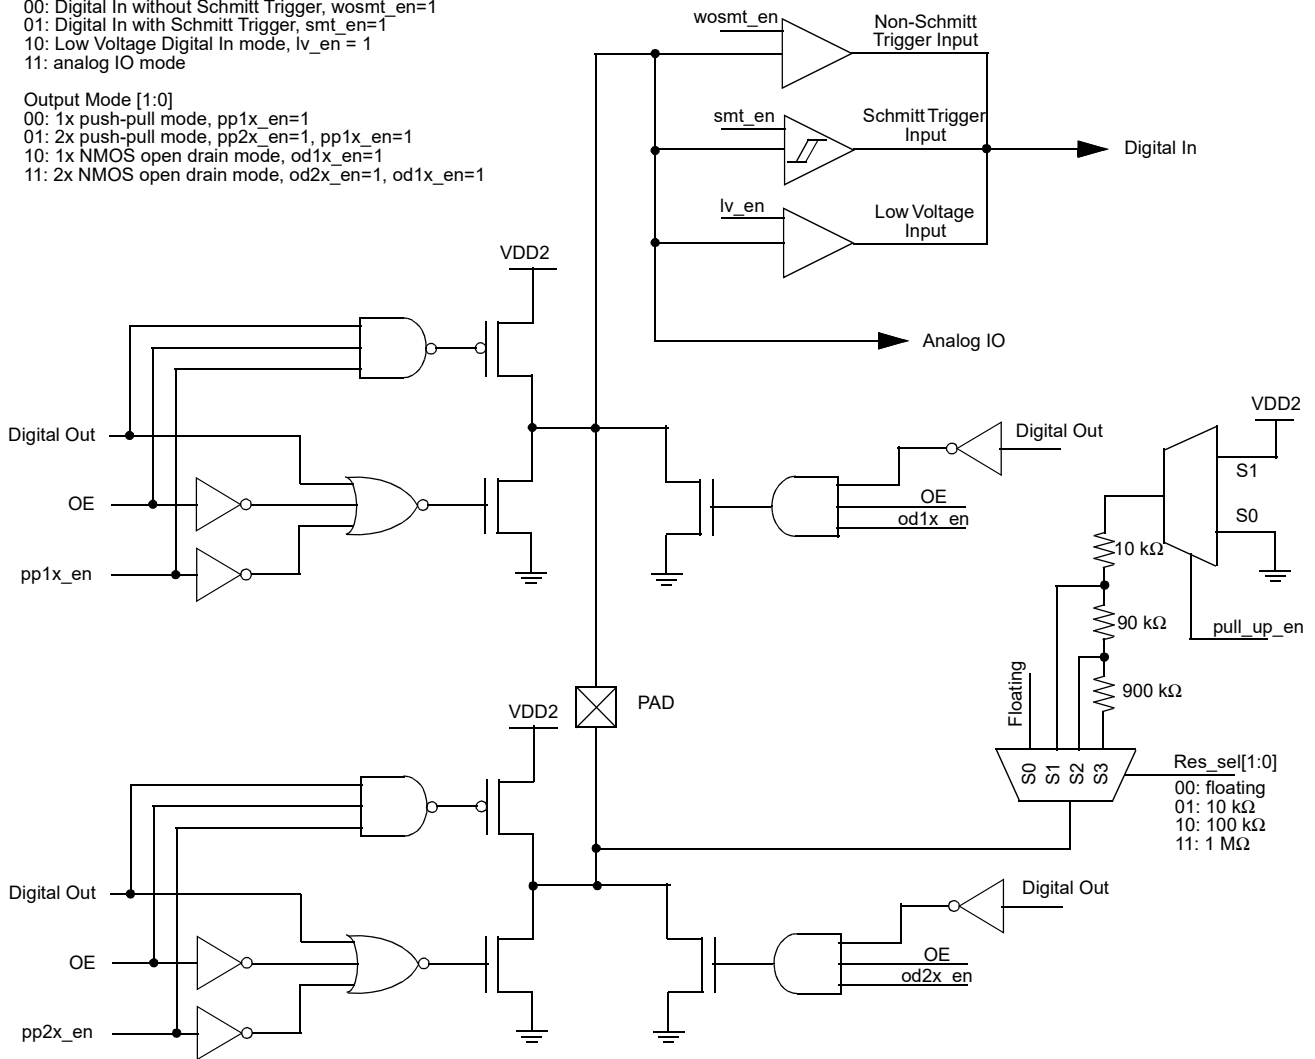 00: Digital In without Schmitt Trigger, wosmt_en=1
01: Digital In with Schmitt Trigger, smt_en=1
10: Low Voltage Digital In mode, lv_en = 1
11: analog IO mode
Output Mode [1:0]
00: 1x push-pull mode, pp1x_en=1
01: 2x push-pull mode, pp2x_en=1, pp1x_en=1
10: 1x NMOS open drain mode, od1x_en=1
11: 2x NMOS open drain mode, od2x_en=1, od1x_en=1
wosmt_en
Non-Schmitt
Trigger Input
smt_en
Schmitt Trigger
Input
Digital In
lv_en
Low Voltage
Input
Analog IO
VDD2
Digital Out
OE
pp1x_en
Digital Out
OE
od1x_en
VDD2
S1
S0
10 kΩ
90 kΩ
900 kΩ
pull_up_en
Floating
S0
S1
S2
S3
Res_sel[1:0]
00: floating
01: 10 kΩ
10: 100 kΩ
11: 1 MΩ
PAD
VDD2
Digital Out
OE
pp2x_en
Digital Out
OE
od2x_en